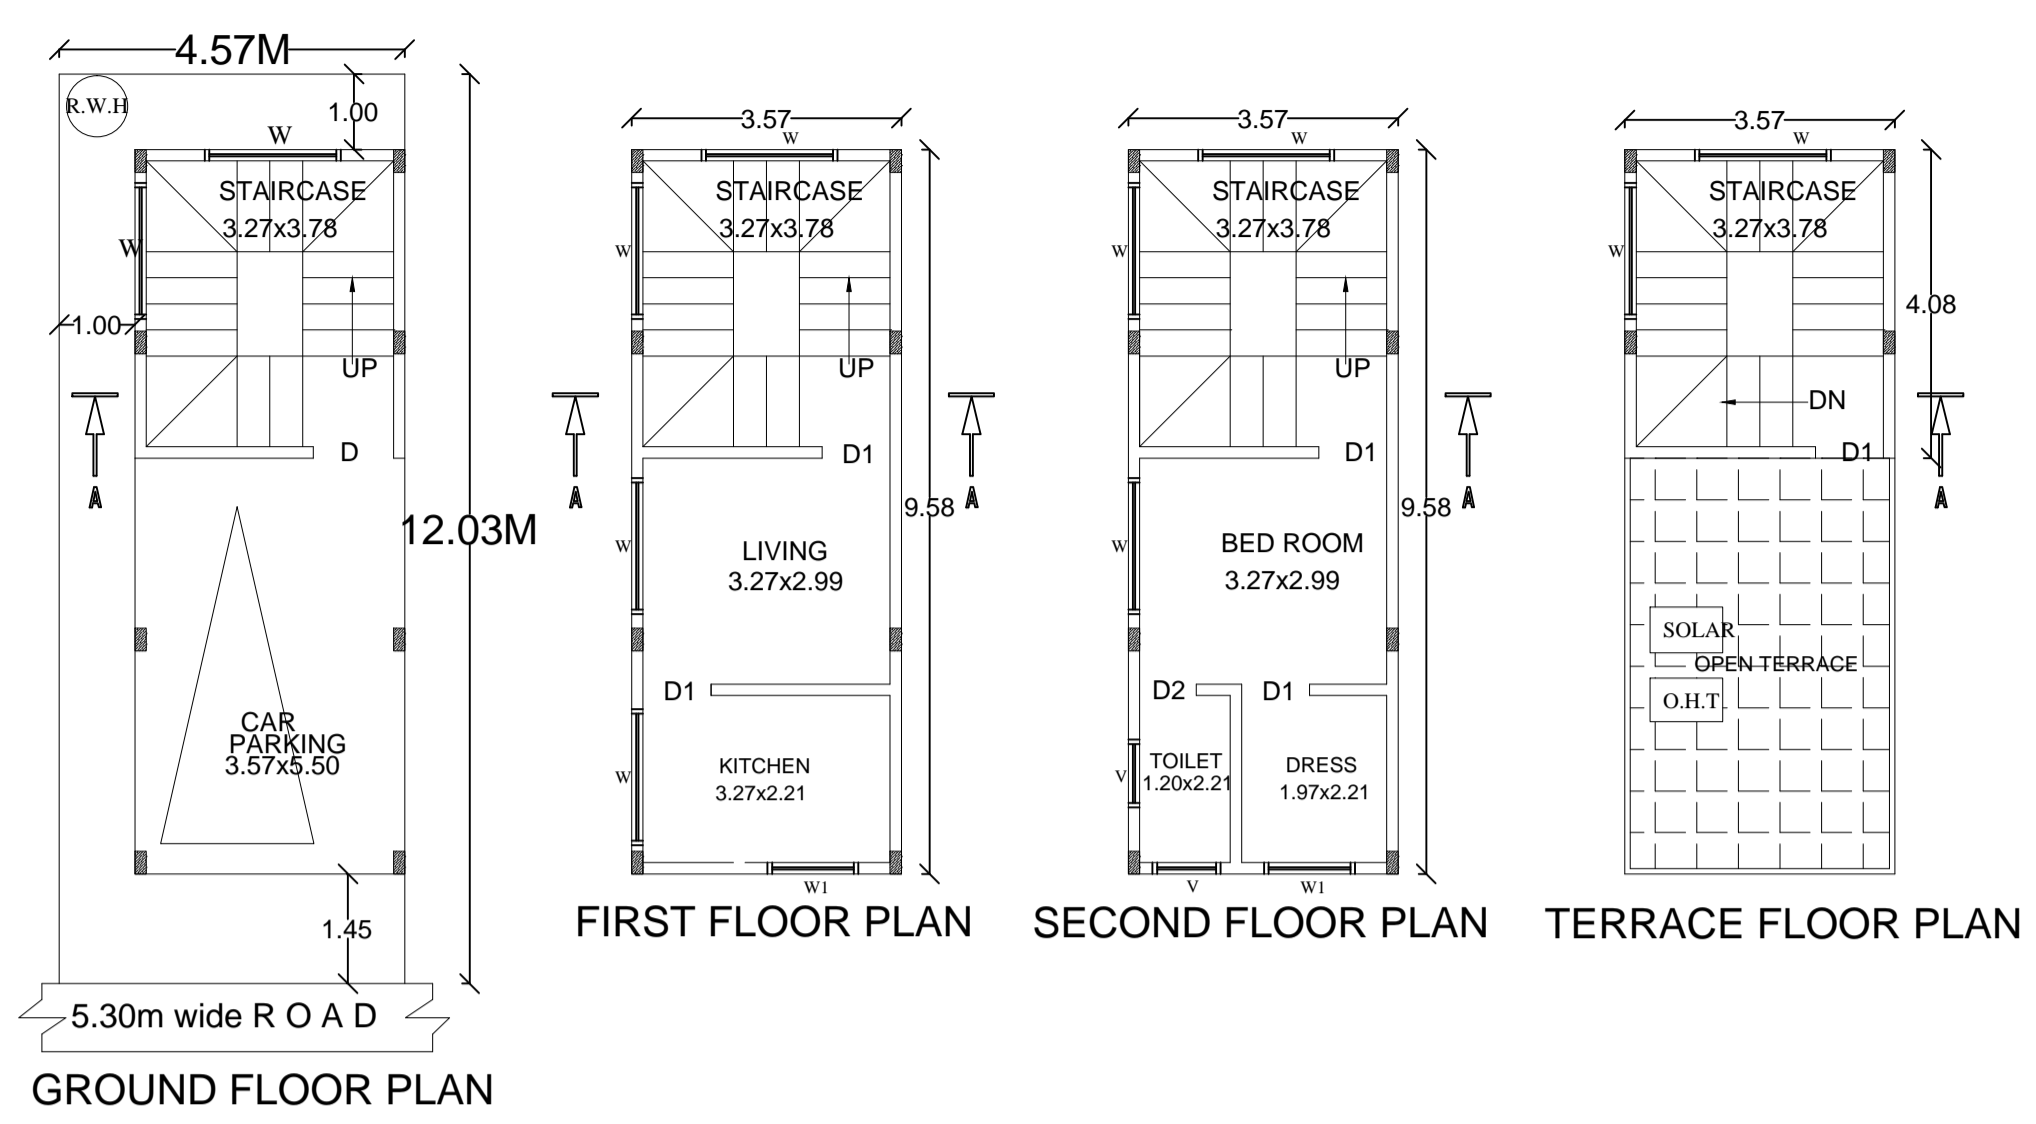 4.57M
R.W.H
1.00
W
STAIRCASE
3.27x3.78
W
1.00
UP
A
D
12.03M
CAR
PARKING
3.57x5.50
1.45
5.30m wide R O A D
GROUND FLOOR PLAN
3.57
W
STAIRCASE
3.27x3.78
W
UP
A
A
D1
9.58
W
LIVING
3.27x2.99
D1
KITCHEN
3.27x2.21
W
W1
FIRST FLOOR PLAN
3.57
W
STAIRCASE
3.27x3.78
W
UP
A
D1
9.58
W
BED ROOM
3.27x2.99
D2
D1
TOILET
1.20x2.21
V
DRESS
1.97x2.21
V
W1
SECOND FLOOR PLAN
3.57
W
STAIRCASE
3.27x3.78
W
4.08
DN
D1
A
SOLAR
OPEN TERRACE
O.H.T
TERRACE FLOOR PLAN